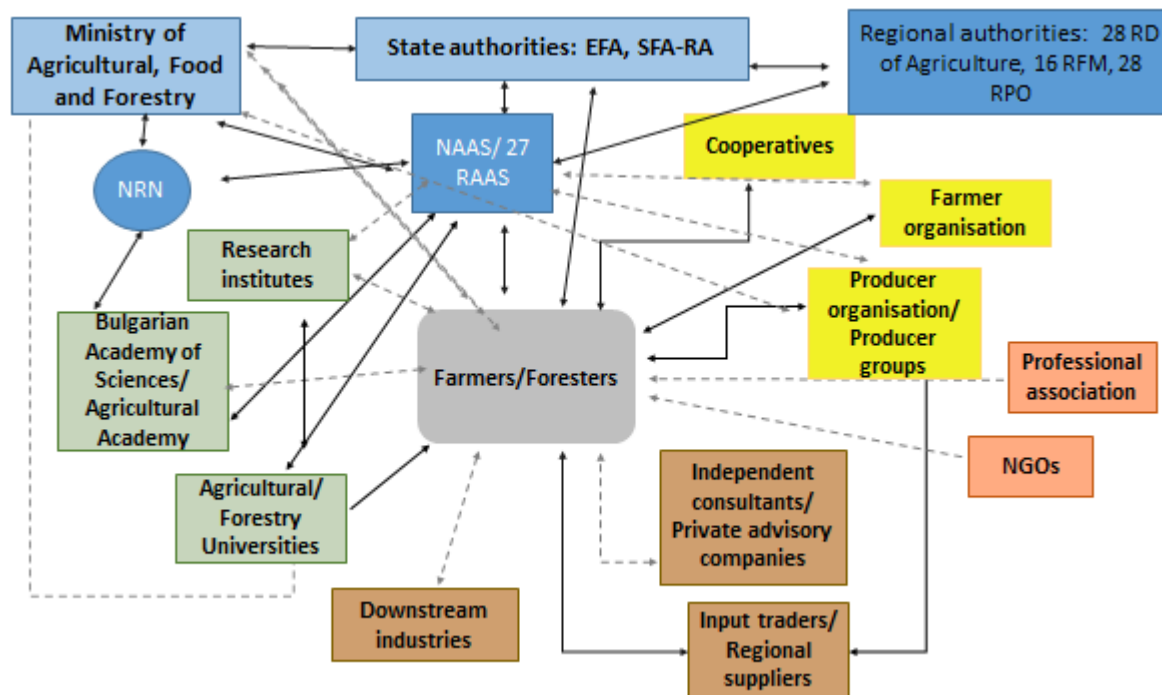 Ministry of
Agricultural, Food
and Forestry
State authorities: EFA, SFA-RA
Regional authorities: 28 RD
of Agriculture, 16 RFM, 28
RPO
NAAS/ 27
RAAS
Cooperatives
NRN
Farmer
organisation
Research
institutes
Producer
organisation/
Producer
groups
Bulgarian
Academy of
Sciences/
Agricultural
Academy
Farmers/Foresters
Professional
association
NGOs
Agricultural/
Forestry
Universities
Independent
consultants/
Private advisory
companies
Downstream
industries
Input traders/
Regional
suppliers